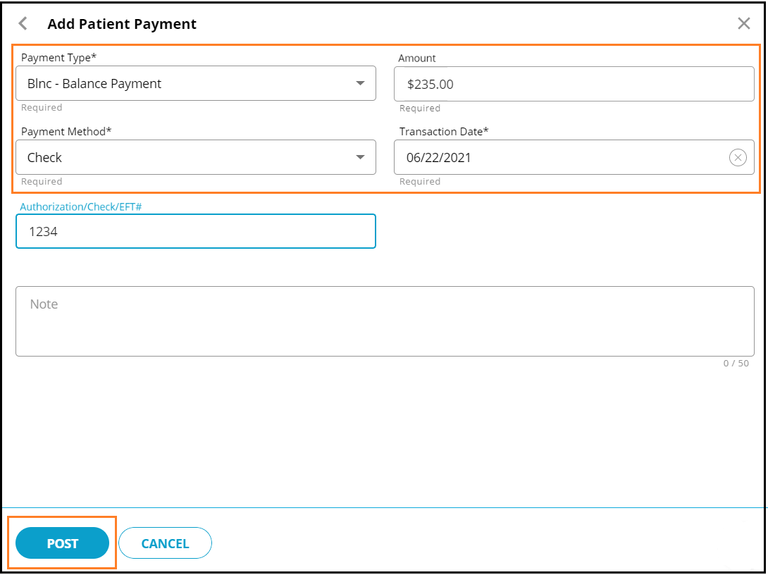 Add Patient Payment
Payment Type* Amount
Blnc - Balance Payment $235.00
Required Required
Payment Method* Transaction Date*
Check 06/22/2021
Required Required
Authorization/Check/EFT#
1234
Note
0 / 50
POST CANCEL